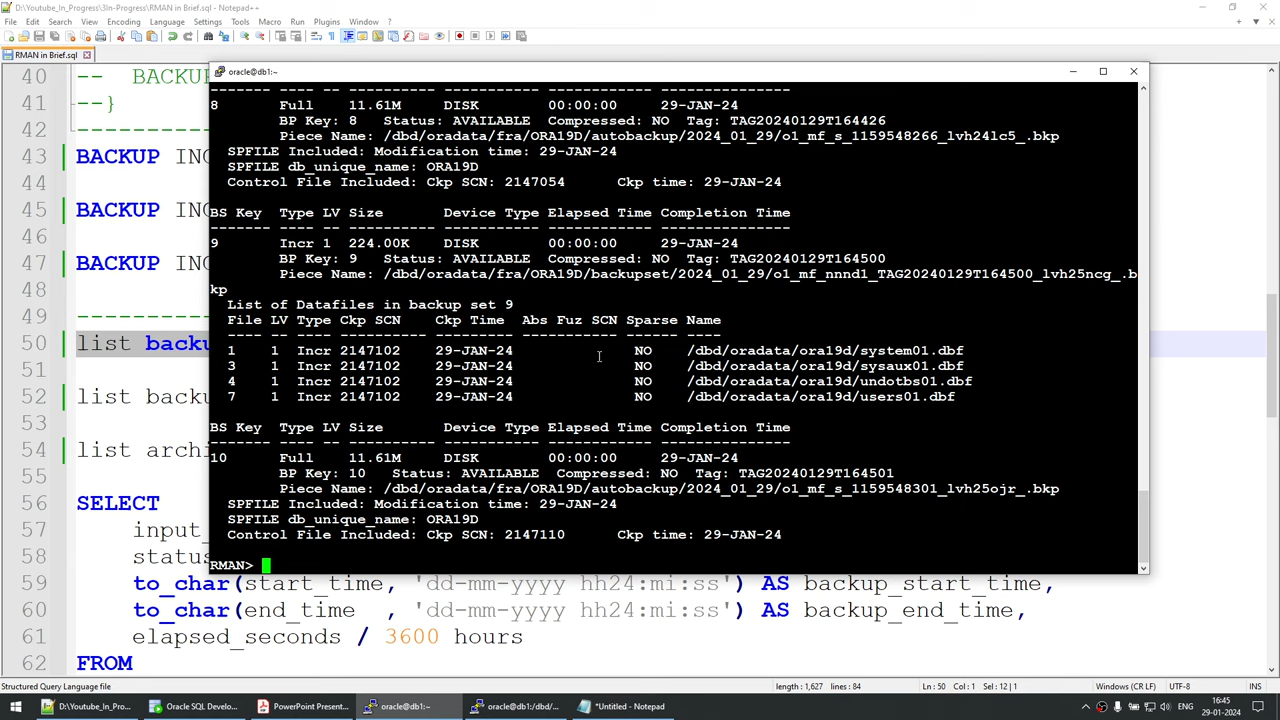 D:\Youtube_In_Progress\3In-Progress\RMAN in Brief.sql - Notepad++
File Edit Search View Encoding Language Settings Tools Macro Run Plugins Window ?
RMAN in Brief.sql
40 -- BACKUP
41 --}
42 --
43 BACKUP INC
44
45 BACKUP INC
46
47 BACKUP INC
48
49
50 list backu
51
52 list backu
53
54 list archi
55
56 SELECT
57 input_
58 status
59 to_char(start_time, 'dd-mm-yyyy hh24:mi:ss') AS backup_start_time,
60 to_char(end_time , 'dd-mm-yyyy hh24:mi:ss') AS backup_end_time,
61 elapsed_seconds / 3600 hours
62 FROM
oracle@db1:~
------- ---- -- ---------- ----------- ------------ ---------------
8 Full 11.61M DISK 00:00:00 29-JAN-24
BP Key: 8 Status: AVAILABLE Compressed: NO Tag: TAG20240129T164426
Piece Name: /dbd/oradata/fra/ORA19D/autobackup/2024_01_29/o1_mf_s_1159548266_lvh241c5_.bkp
SPFILE Included: Modification time: 29-JAN-24
SPFILE db_unique_name: ORA19D
Control File Included: Ckp SCN: 2147054 Ckp time: 29-JAN-24
BS Key Type LV Size Device Type Elapsed Time Completion Time
------- ---- -- ---------- ----------- ------------ ---------------
9 Incr 1 224.00K DISK 00:00:00 29-JAN-24
BP Key: 9 Status: AVAILABLE Compressed: NO Tag: TAG20240129T164500
Piece Name: /dbd/oradata/fra/ORA19D/backupset/2024_01_29/o1_mf_nnnd1_TAG20240129T164500_lvh25ncg_.b
kp
List of Datafiles in backup set 9
File LV Type Ckp SCN Ckp Time Abs Fuz SCN Sparse Name
---- -- ---- ---------- --------- ----------- ------ ----
1 1 Incr 2147102 29-JAN-24 NO /dbd/oradata/ora19d/system01.dbf
3 1 Incr 2147102 29-JAN-24 NO /dbd/oradata/ora19d/sysaux01.dbf
4 1 Incr 2147102 29-JAN-24 NO /dbd/oradata/ora19d/undotbs01.dbf
7 1 Incr 2147102 29-JAN-24 NO /dbd/oradata/ora19d/users01.dbf
BS Key Type LV Size Device Type Elapsed Time Completion Time
------- ---- -- ---------- ----------- ------------ ---------------
10 Full 11.61M DISK 00:00:00 29-JAN-24
BP Key: 10 Status: AVAILABLE Compressed: NO Tag: TAG20240129T164501
Piece Name: /dbd/oradata/fra/ORA19D/autobackup/2024_01_29/o1_mf_s_1159548301_lvh25ojr_.bkp
SPFILE Included: Modification time: 29-JAN-24
SPFILE db_unique_name: ORA19D
Control File Included: Ckp SCN: 2147110 Ckp time: 29-JAN-24
RMAN>
Structured Query Language file length : 1,627 lines : 84 Ln : 50 Col : 1 Sel : 12 | 1 Windows (CR LF) UTF-8 INS
D:\Youtube_In_Pro... Oracle SQL Develo... PowerPoint Present... oracle@db1:~ oracle@db1:/dbd/... *Untitled - Notepad
16:45
29-01-2024